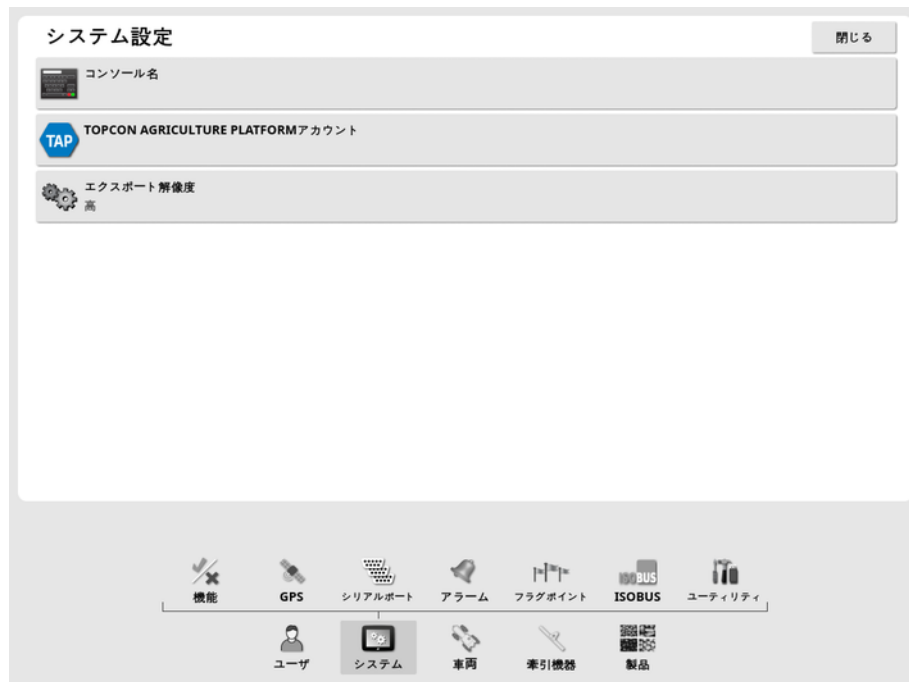 システム設定
閉じる
コンソール名
TAP
TOPCON AGRICULTURE PLATFORMアカウント
エクスポート解像度
高
機能
GPS
シリアルポート
アラーム
フラグポイント
ISOBUS
ISOBUS
ユーティリティ
ユーザ
システム
車両
牽引機器
製品